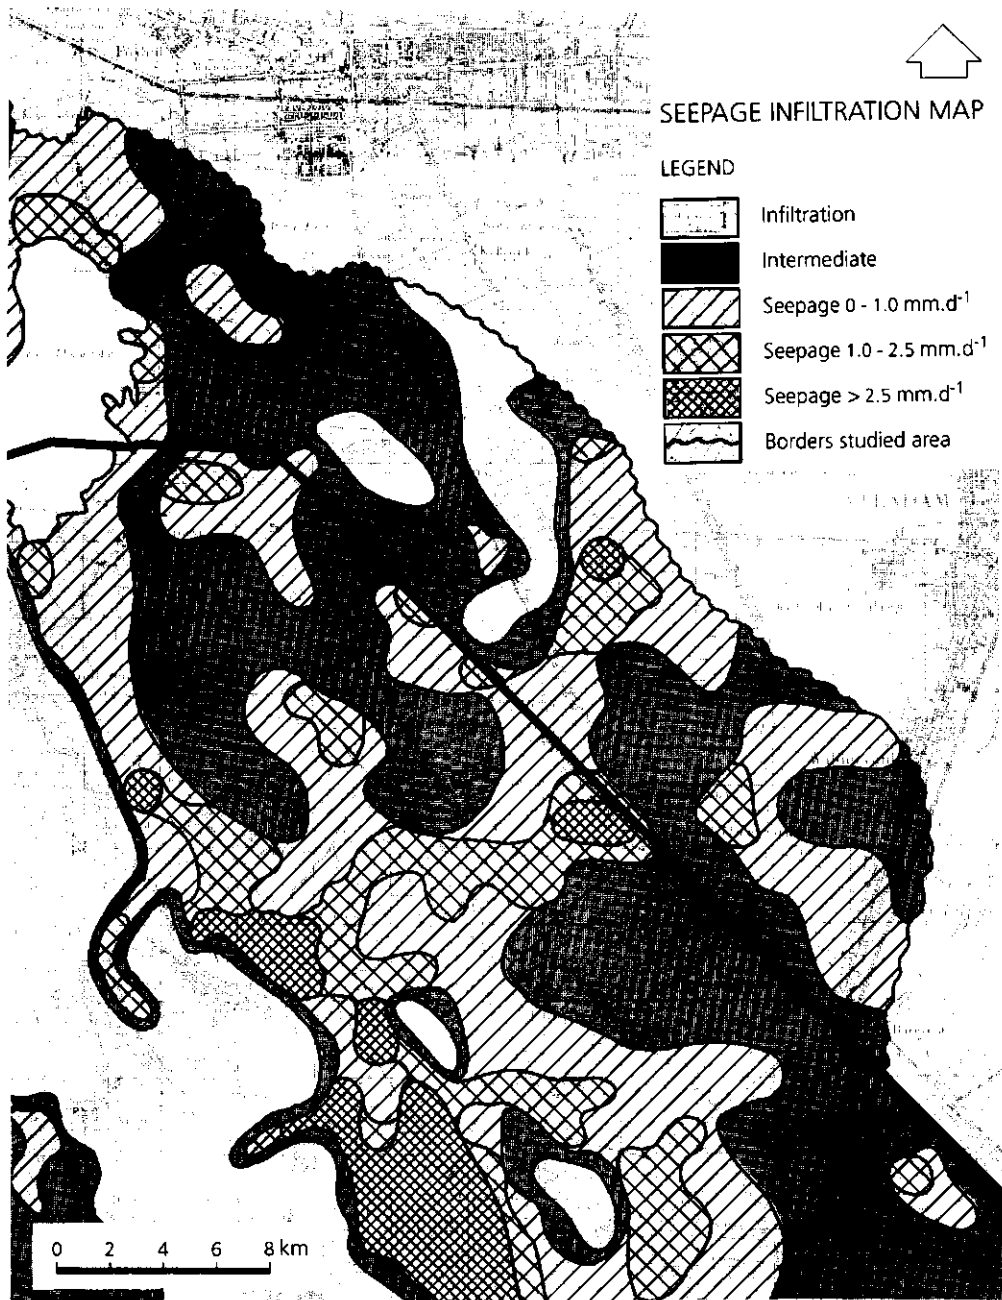 SEEPAGE INFILTRATION MAP
LEGEND
Infiltration
Intermediate
Seepage 0 - 1.0 mm.d-1
Seepage 1.0 - 2.5 mm.d-1
Seepage > 2.5 mm.d-1
Borders studied area
0 2 4 6 8 km